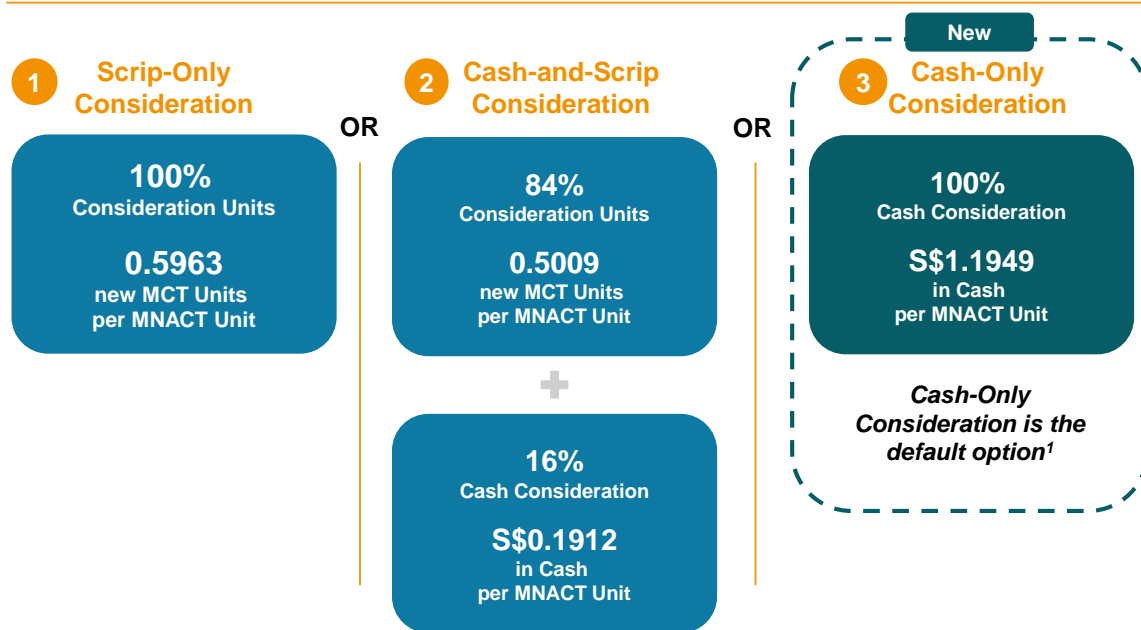 1
Scrip-Only
Consideration
100%
Consideration Units
0.5963
new MCT Units
per MNACT Unit
OR
2
Cash-and-Scrip
Consideration
84%
Consideration Units
0.5009
new MCT Units
per MNACT Unit
+
16%
Cash Consideration
S$0.1912
in Cash
per MNACT Unit
OR
New
3
Cash-Only
Consideration
100%
Cash Consideration
S$1.1949
in Cash
per MNACT Unit
Cash-Only
Consideration is the
default option¹